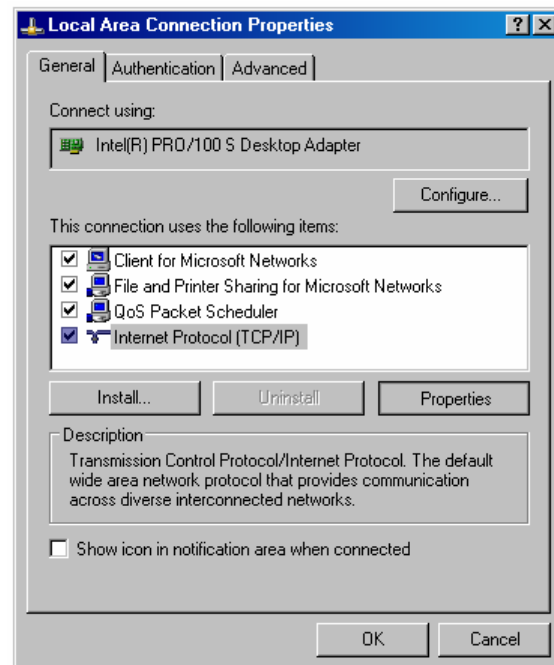 Local Area Connection Properties
General Authentication Advanced
Connect using:
Intel(R) PRO/100 S Desktop Adapter
Configure...
This connection uses the following items:
Client for Microsoft Networks
File and Printer Sharing for Microsoft Networks
QoS Packet Scheduler
Internet Protocol (TCP/IP)
Install... Uninstall Properties
Description
Transmission Control Protocol/Internet Protocol. The default
wide area network protocol that provides communication
across diverse interconnected networks.
Show icon in notification area when connected
OK Cancel